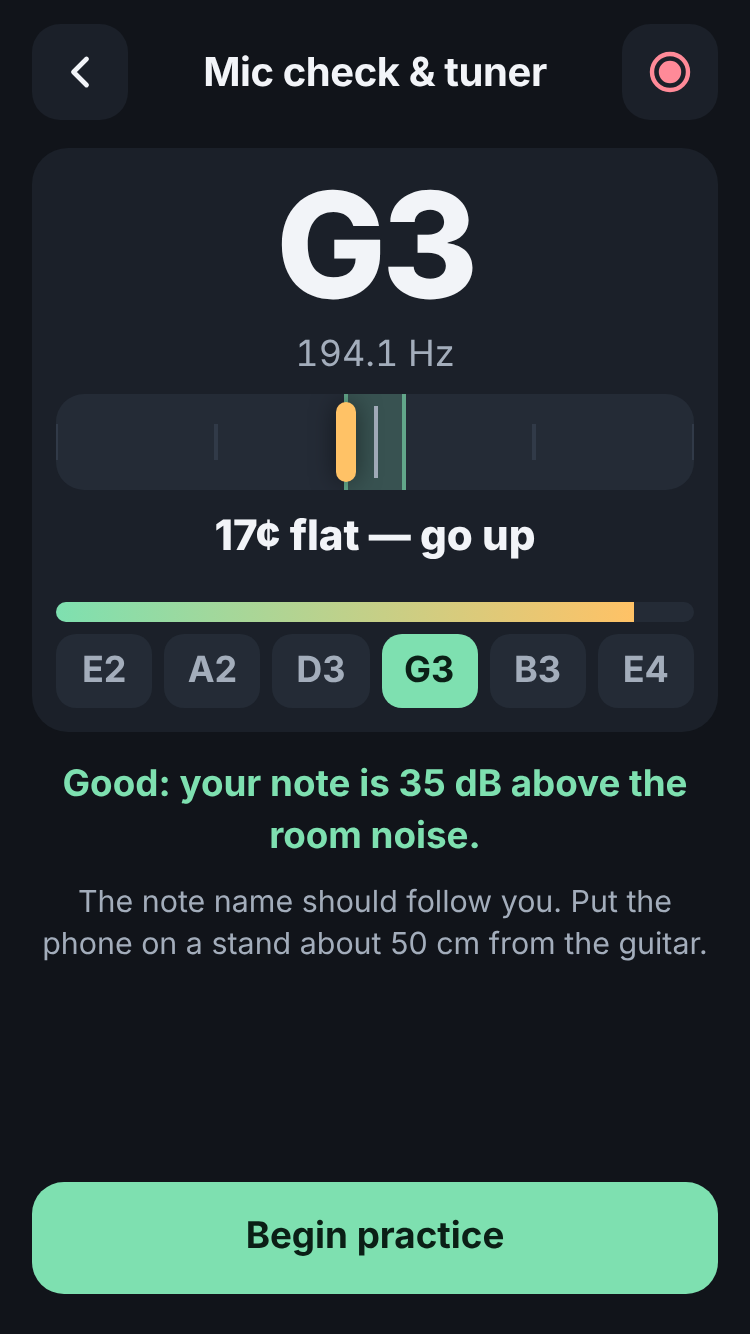 Mic check & tuner
G3
194.1 Hz
17¢ flat — go up
E2 A2 D3 G3 B3 E4
Good: your note is 35 dB above the
room noise.
The note name should follow you. Put the
phone on a stand about 50 cm from the guitar.
Begin practice